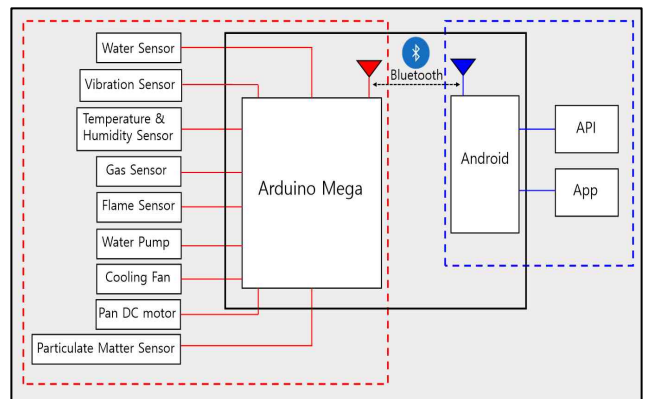 Water Sensor
Vibration Sensor
Temperature &
Humidity Sensor
Gas Sensor
Flame Sensor
Water Pump
Cooling Fan
Pan DC motor
Particulate Matter Sensor
Arduino Mega
Bluetooth
Android
API
App